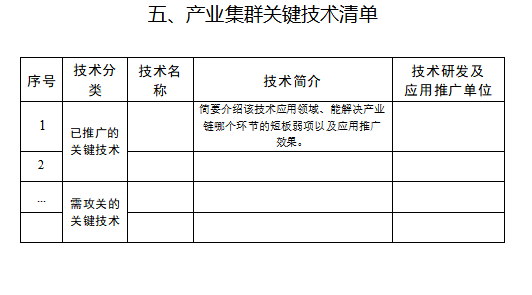 五、产业集群关键技术清单
序号
技术分
类
技术名
称
技术简介
技术研发及
应用推广单位
1
已推广的
关键技术
简要介绍该技术应用领域、能解决产业
链哪个环节的短板弱项以及应用推广
效果。
2
...
需攻关的
关键技术